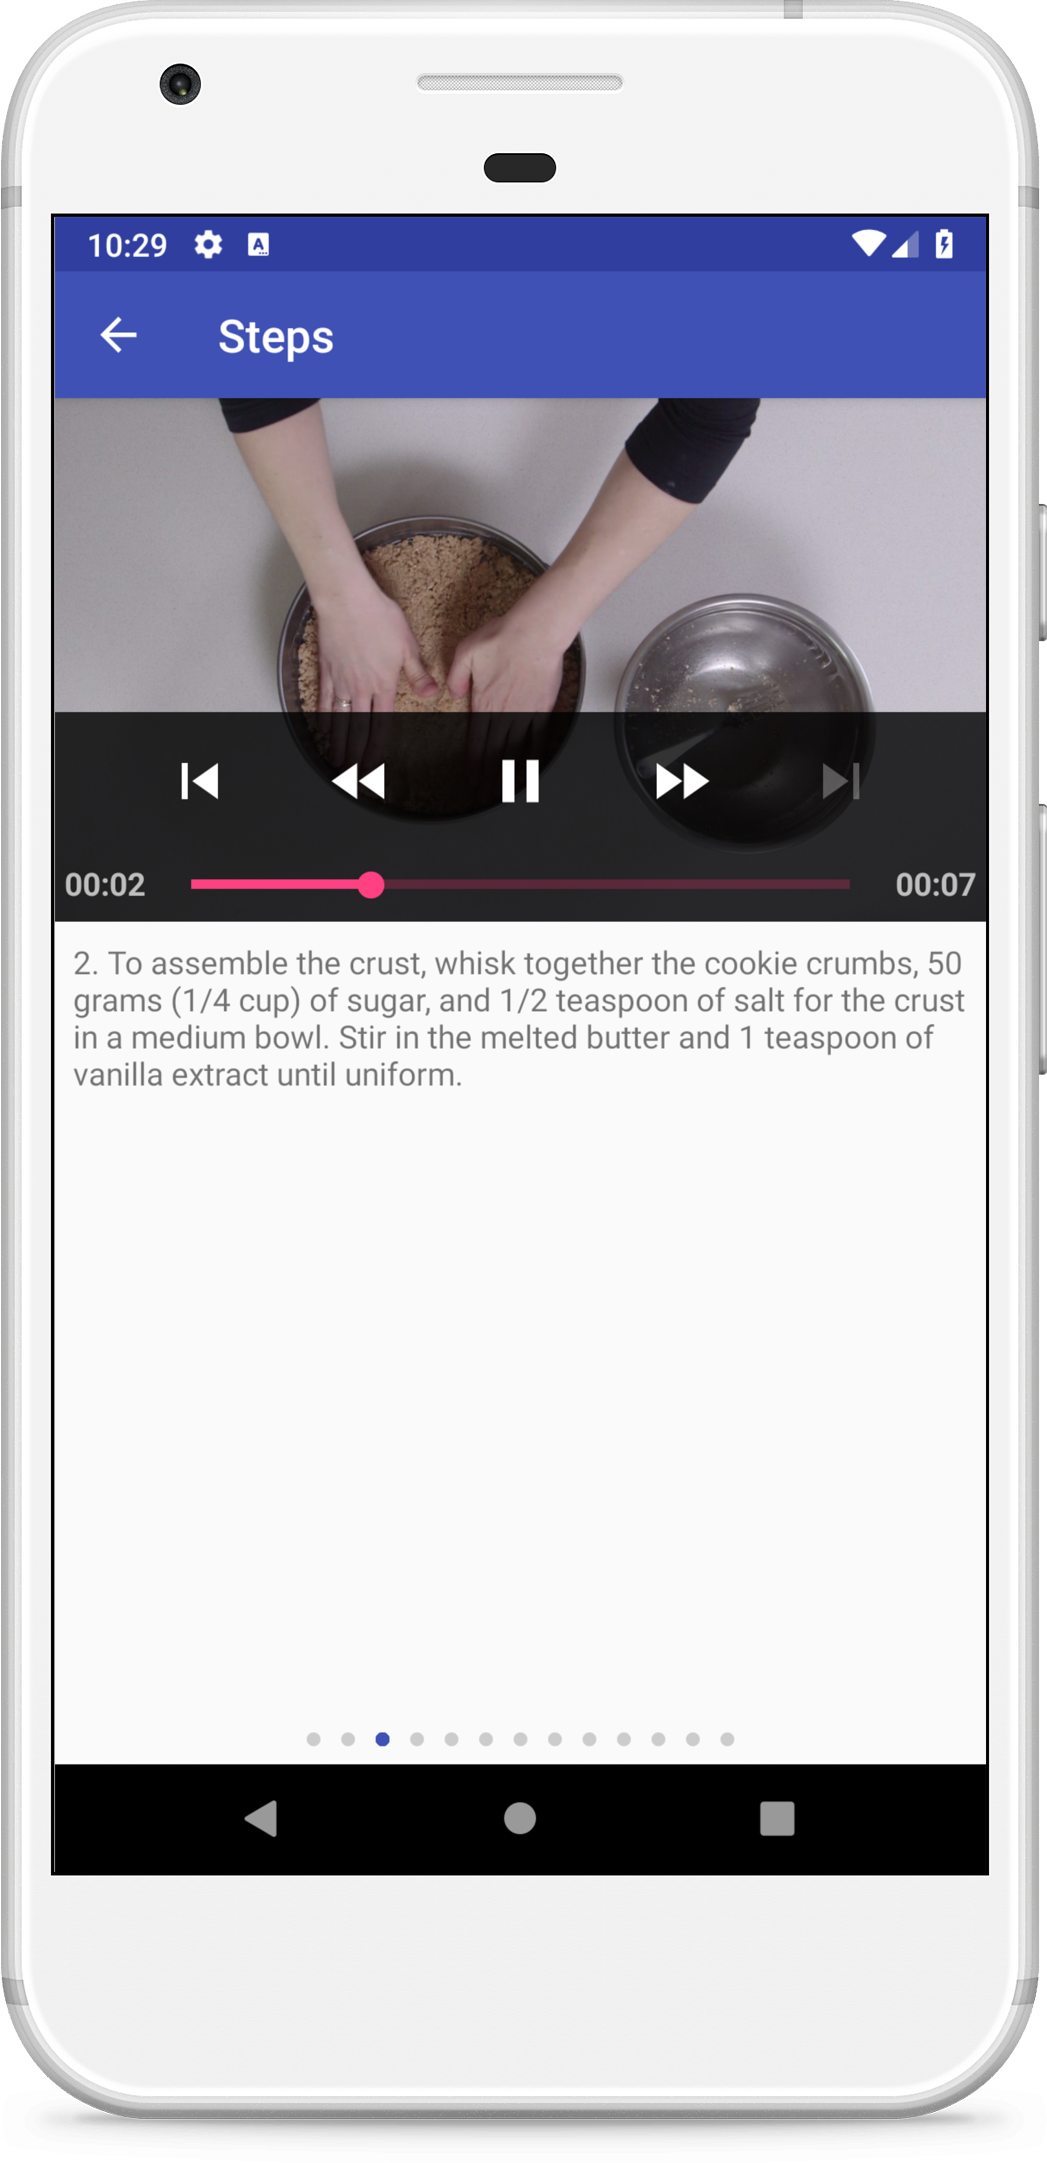 10:29
Steps
00:02
00:07
2. To assemble the crust, whisk together the cookie crumbs, 50
grams (1/4 cup) of sugar, and 1/2 teaspoon of salt for the crust
in a medium bowl. Stir in the melted butter and 1 teaspoon of
vanilla extract until uniform.